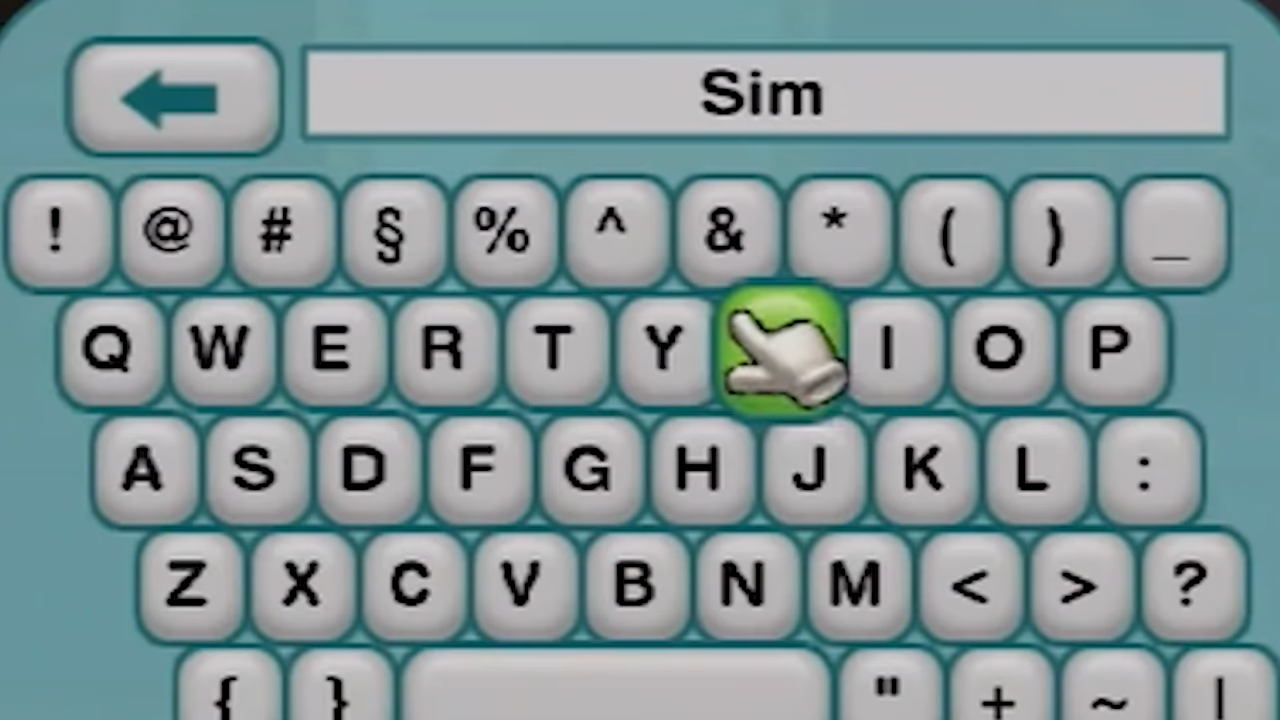 Sim
! @ # § % ^ & * ( ) _
Q W E R T Y I O P
A S D F G H J K L :
Z X C V B N M < > ?
{ } " + ~ |